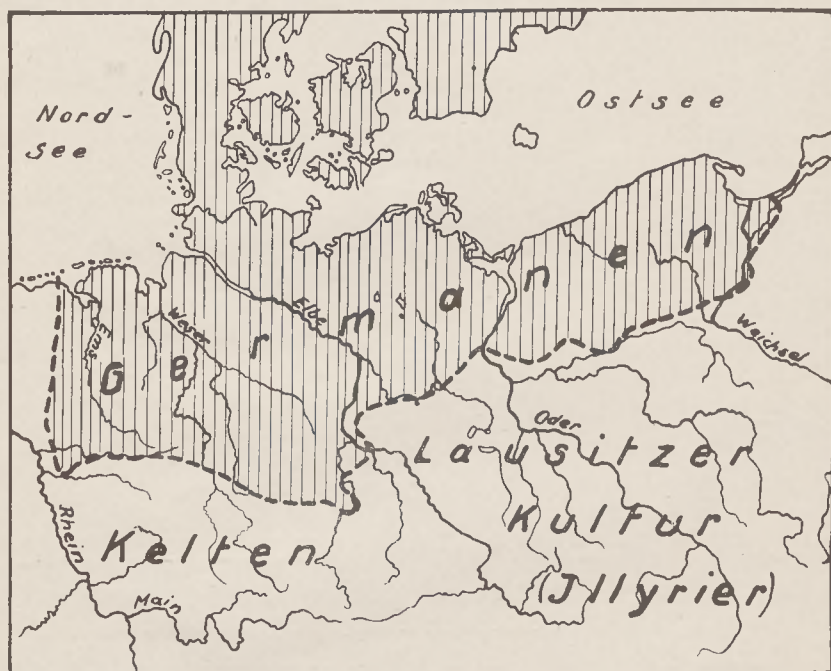 Nord-
see
Ostsee
Germanen
Ems
Weser
Elbe
Weichsel
Oder
Lausitzer
Kultur
(Jllyrier)
Kelten
Rhein
Main